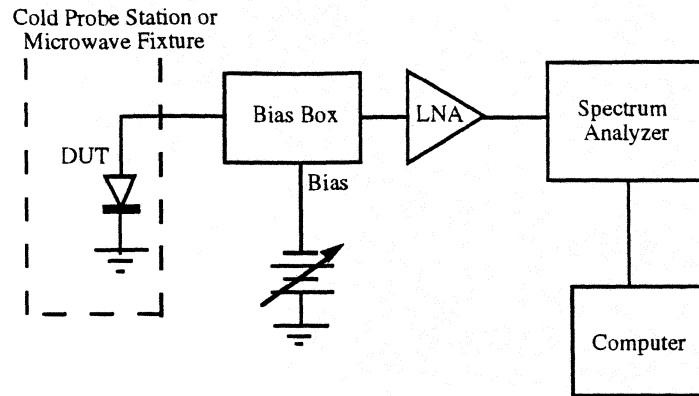 Cold Probe Station or
Microwave Fixture
DUT
Bias Box
Bias
LNA
Spectrum
Analyzer
Computer